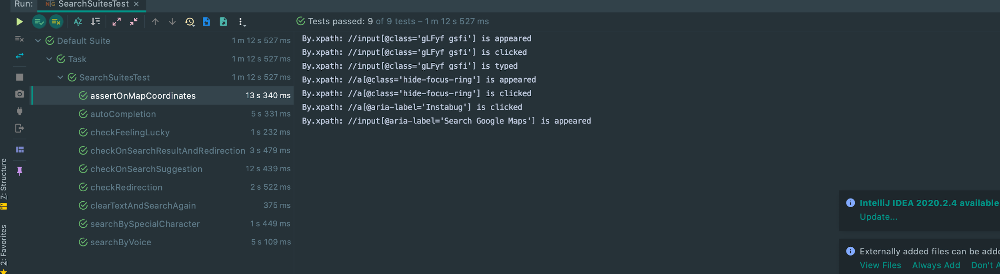 Run: SearchSuitesTest
Tests passed: 9 of 9 tests – 1 m 12 s 527 ms
Default Suite 1 m 12 s 527 ms
Task 1 m 12 s 527 ms
SearchSuitesTest 1 m 12 s 527 ms
assertOnMapCoordinates 13 s 340 ms
autoCompletion 5 s 331 ms
checkFeelingLucky 1 s 232 ms
checkOnSearchResultAndRedirection 3 s 479 ms
checkOnSearchSuggestion 12 s 439 ms
checkRedirection 2 s 522 ms
clearTextAndSearchAgain 375 ms
searchBySpecialCharacter 1 s 449 ms
searchByVoice 5 s 109 ms
By.xpath: //input[@class='gLFyf gsfi'] is appeared
By.xpath: //input[@class='gLFyf gsfi'] is clicked
By.xpath: //input[@class='gLFyf gsfi'] is typed
By.xpath: //a[@class='hide-focus-ring'] is appeared
By.xpath: //a[@class='hide-focus-ring'] is clicked
By.xpath: //a[@aria-label='Instabug'] is clicked
By.xpath: //input[@aria-label='Search Google Maps'] is appeared
7: Structure
2: Favorites
IntelliJ IDEA 2020.2.4 available
Update...
Externally added files can be adde
View Files Always Add Don't A